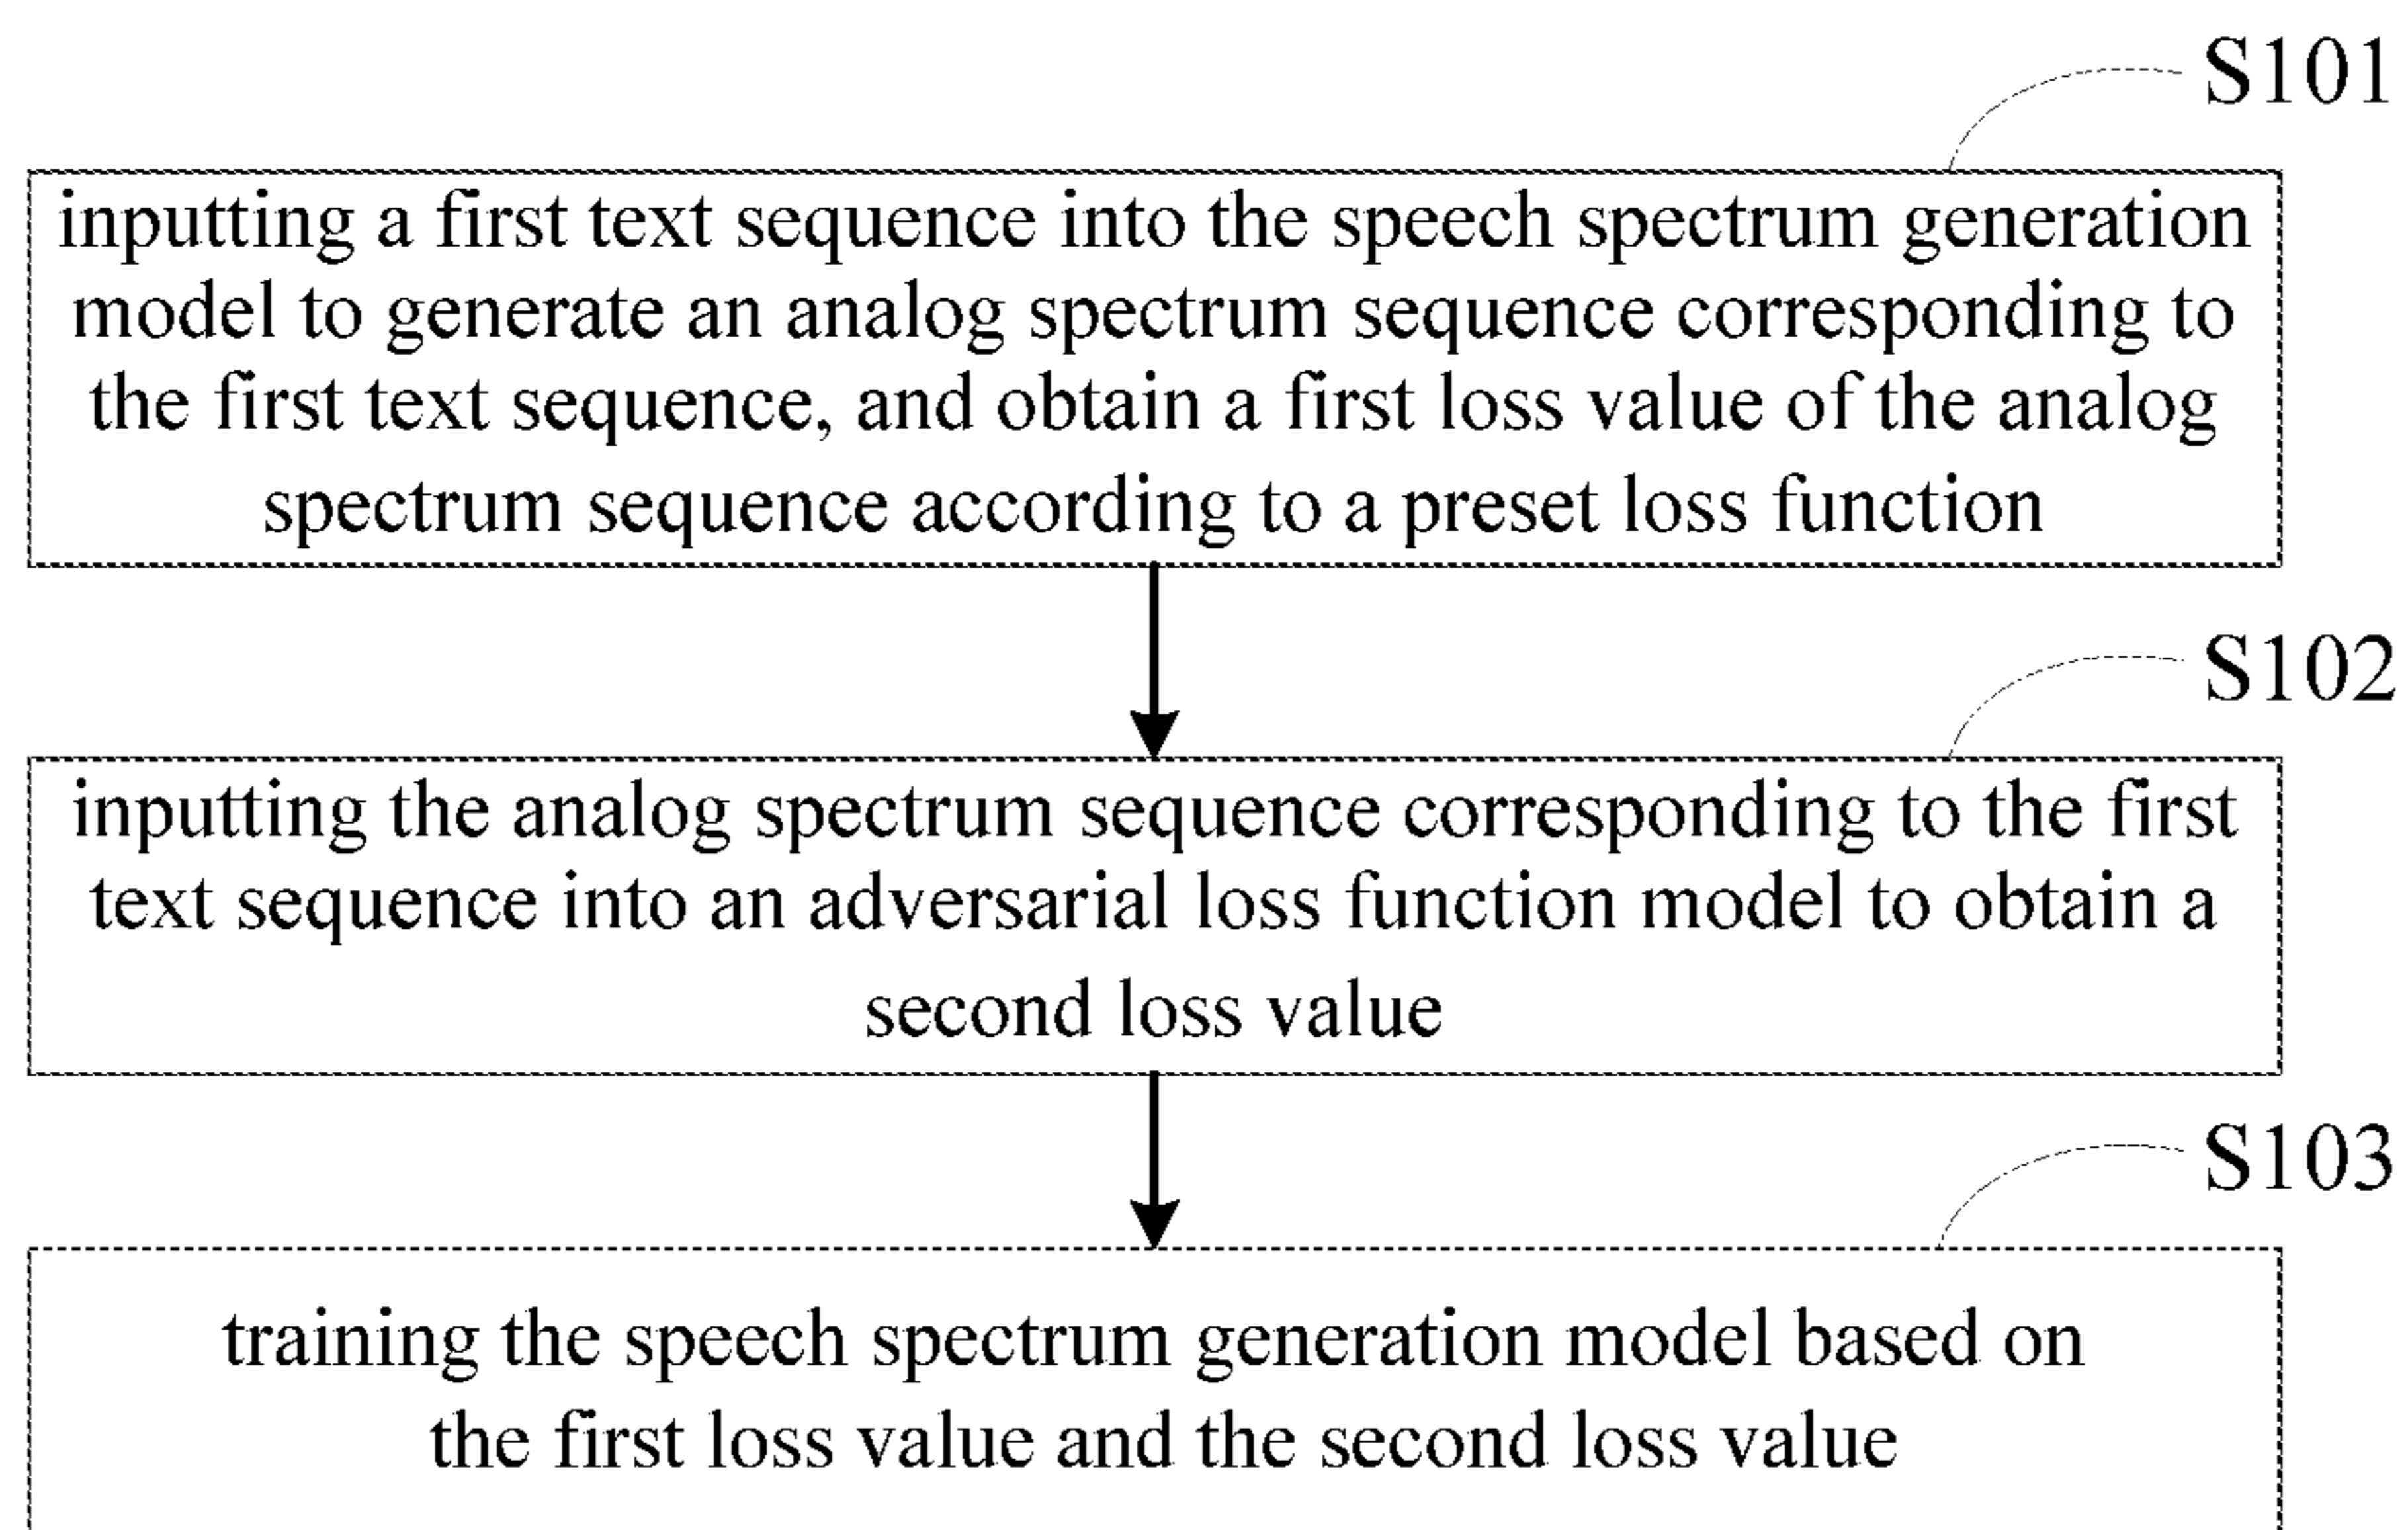 S101
inputting a first text sequence into the speech spectrum generation
model to generate an analog spectrum sequence corresponding to
the first text sequence, and obtain a first loss value of the analog
spectrum sequence according to a preset loss function
S102
inputting the analog spectrum sequence corresponding to the first
text sequence into an adversarial loss function model to obtain a
second loss value
S103
training the speech spectrum generation model based on
the first loss value and the second loss value